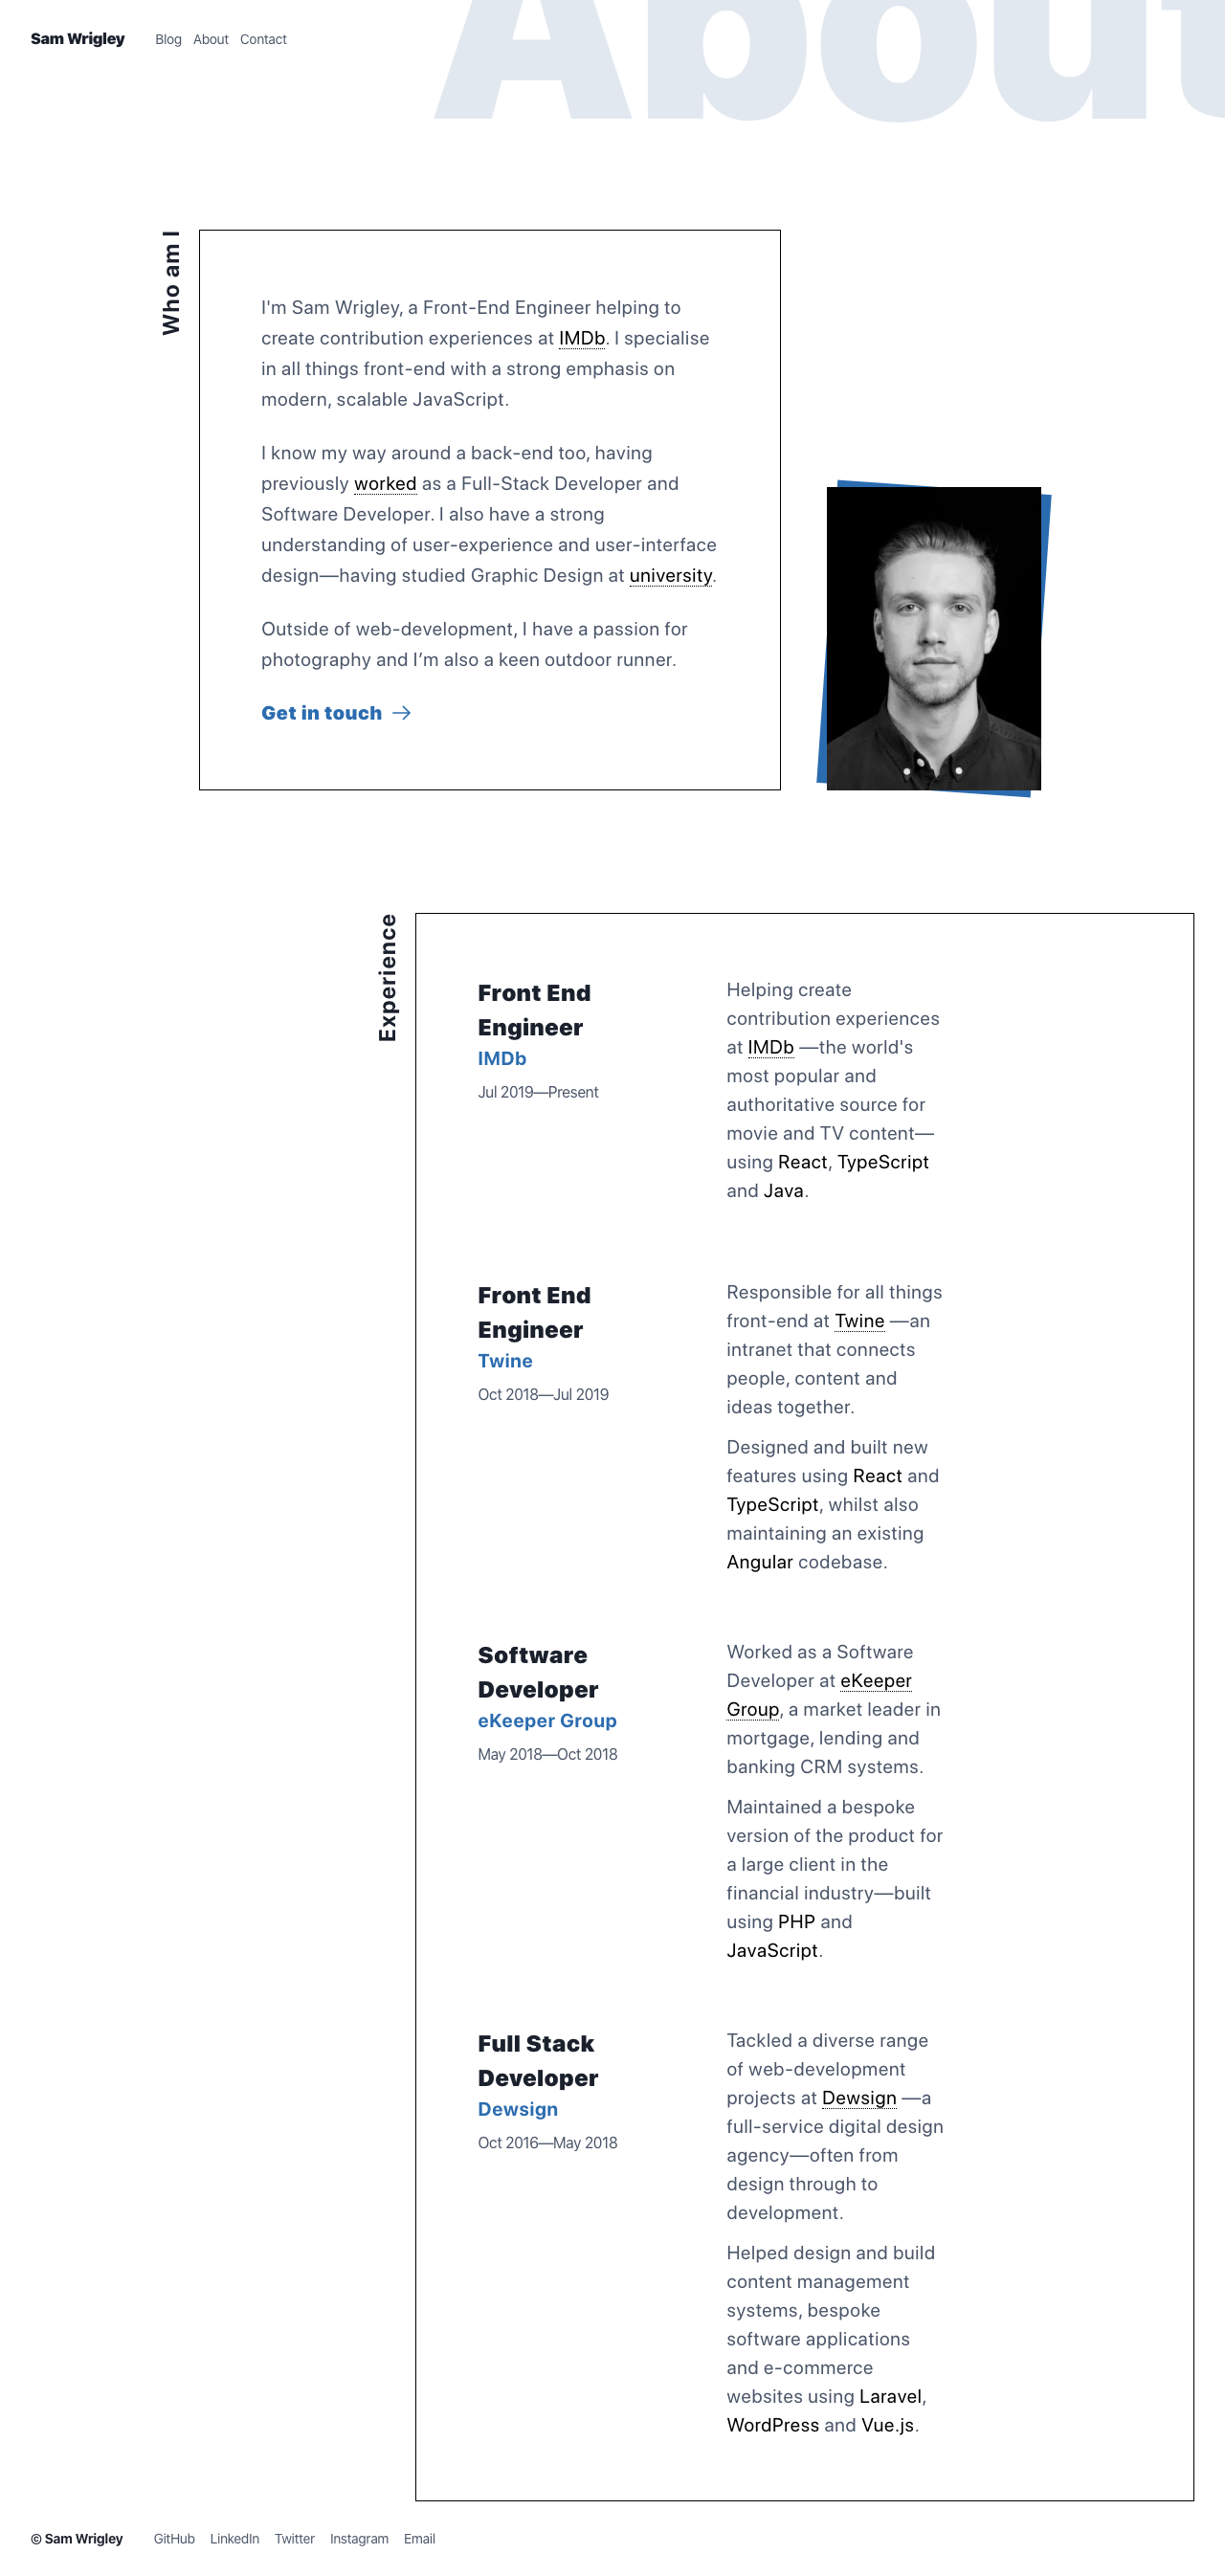 Sam Wrigley
Blog About Contact
About
Who am I
I'm Sam Wrigley, a Front-End Engineer helping to
create contribution experiences at IMDb. I specialise
in all things front-end with a strong emphasis on
modern, scalable JavaScript.
I know my way around a back-end too, having
previously worked as a Full-Stack Developer and
Software Developer. I also have a strong
understanding of user-experience and user-interface
design—having studied Graphic Design at university.
Outside of web-development, I have a passion for
photography and I’m also a keen outdoor runner.
Get in touch →
Experience
Front End
Engineer
IMDb
Jul 2019—Present
Helping create
contribution experiences
at IMDb —the world's
most popular and
authoritative source for
movie and TV content—
using React, TypeScript
and Java.
Front End
Engineer
Twine
Oct 2018—Jul 2019
Responsible for all things
front-end at Twine —an
intranet that connects
people, content and
ideas together.
Designed and built new
features using React and
TypeScript, whilst also
maintaining an existing
Angular codebase.
Software
Developer
eKeeper Group
May 2018—Oct 2018
Worked as a Software
Developer at eKeeper
Group, a market leader in
mortgage, lending and
banking CRM systems.
Maintained a bespoke
version of the product for
a large client in the
financial industry—built
using PHP and
JavaScript.
Full Stack
Developer
Dewsign
Oct 2016—May 2018
Tackled a diverse range
of web-development
projects at Dewsign —a
full-service digital design
agency—often from
design through to
development.
Helped design and build
content management
systems, bespoke
software applications
and e-commerce
websites using Laravel,
WordPress and Vue.js.
© Sam Wrigley
GitHub LinkedIn Twitter Instagram Email